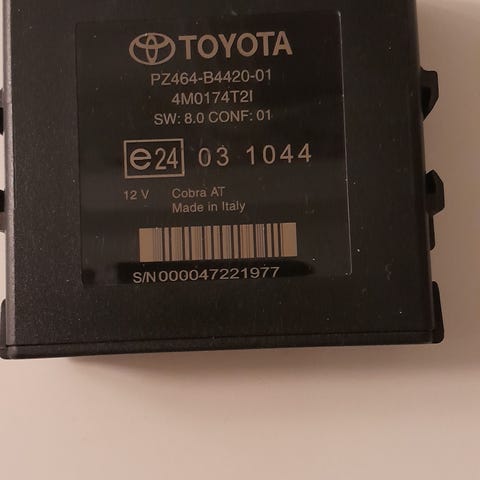 TOYOTA
PZ464-B4420-01
4M0174T2I
SW: 8.0 CONF: 01
e24 03 1044
12 V Cobra AT
Made in Italy
S/N000047221977